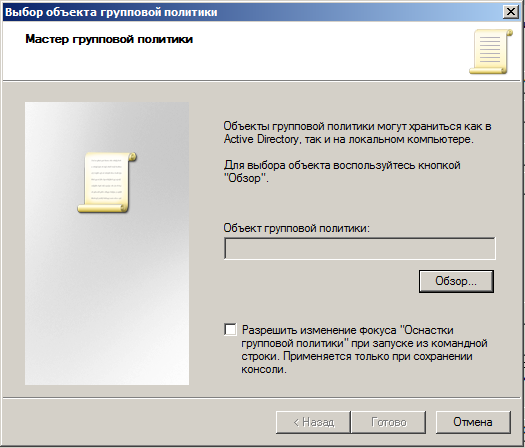 Выбор объекта групповой политики
Мастер групповой политики
Объекты групповой политики могут храниться как в
Active Directory, так и на локальном компьютере.
Для выбора объекта воспользуйтесь кнопкой
"Обзор".
Объект групповой политики:
Обзор...
Разрешить изменение фокуса "Оснастки
групповой политики" при запуске из командной
строки. Применяется только при сохранении
консоли.
< Назад
Готово
Отмена